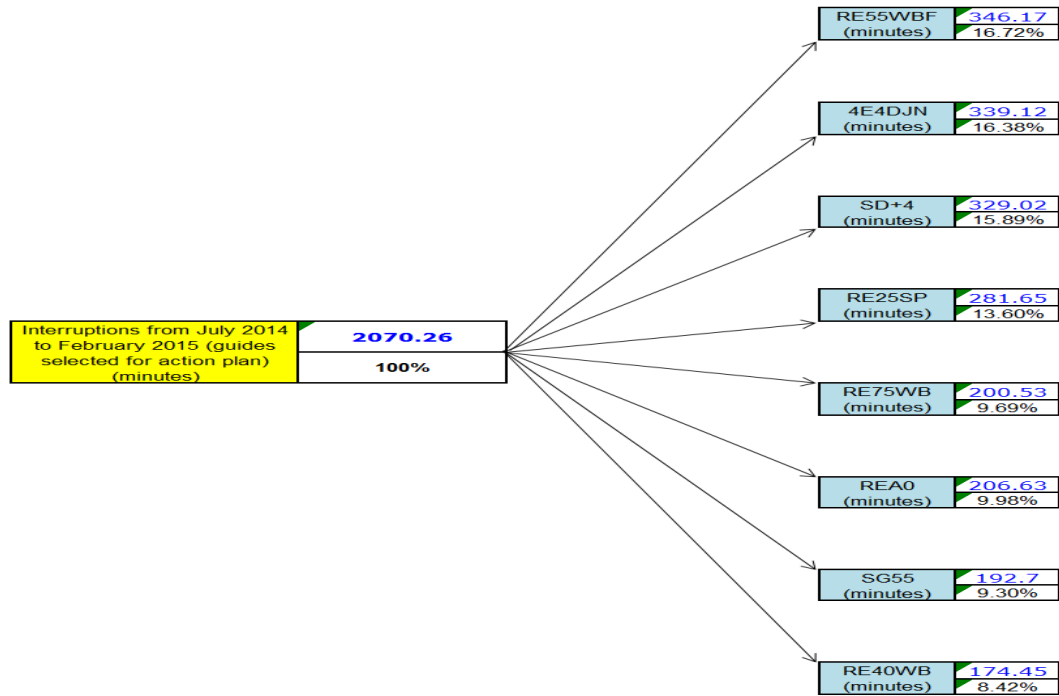 RE55WBF
(minutes)
346.17
16.72%
4E4DJN
(minutes)
339.12
16.38%
SD+4
(minutes)
329.02
15.89%
RE25SP
(minutes)
281.65
13.60%
Interruptions from July 2014
to February 2015 (guides
selected for action plan)
(minutes)
2070.26
100%
RE75WB
(minutes)
200.53
9.69%
REA0
(minutes)
206.63
9.98%
SG55
(minutes)
192.7
9.30%
RE40WB
(minutes)
174.45
8.42%